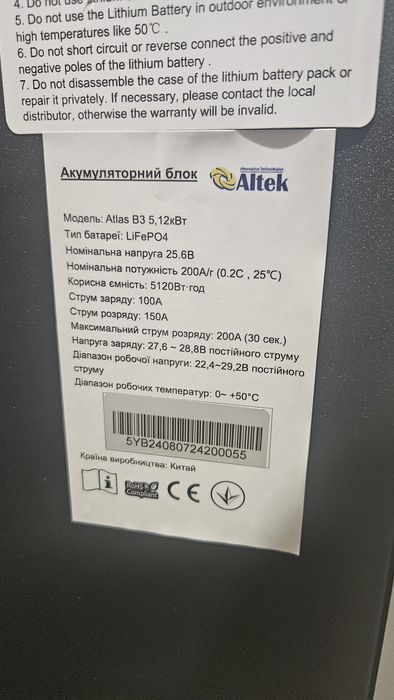 4. Do not use
5. Do not use the Lithium Battery in outdoor environment or
high temperatures like 50℃ .
6. Do not short circuit or reverse connect the positive and
negative poles of the lithium battery .
7. Do not disassemble the case of the lithium battery pack or
repair it privately. If necessary, please contact the local
distributor, otherwise the warranty will be invalid.
Акумуляторний блок
Alternative Technologies
Altek
Модель: Atlas B3 5,12кВт
Тип батареї: LiFePO4
Номінальна напруга 25.6В
Номінальна потужність 200А/г (0.2C , 25℃)
Корисна ємність: 5120Вт·год
Струм заряду: 100А
Струм розряду: 150А
Максимальний струм розряду: 200А (30 сек.)
Напруга заряду: 27,6 ~ 28,8В постійного струму
Діапазон робочої напруги: 22,4~29,2В постійного
струму
Діапазон робочих температур: 0~ +50°C
5YB24080724200055
Країна виробництва: Китай
i
RoHS
Compliant
CE